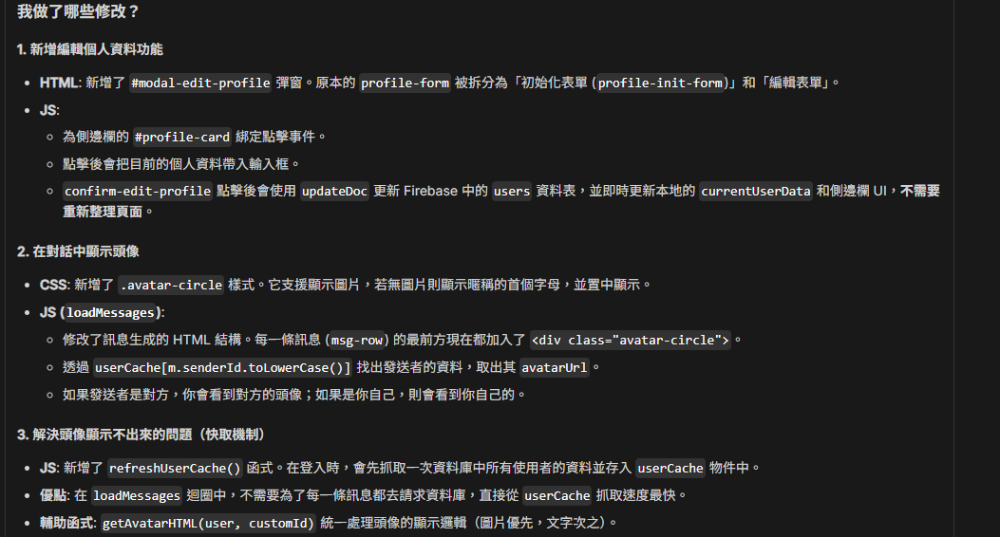 我做了哪些修改？
1. 新增編輯個人資料功能
HTML: 新增了 #modal-edit-profile 彈窗。原本的 profile-form 被拆分為「初始化表單 (profile-init-form)」和「編輯表單」。
JS:
為側邊欄的 #profile-card 綁定點擊事件。
點擊後會把目前的個人資料帶入輸入框。
confirm-edit-profile 點擊後會使用 updateDoc 更新 Firebase 中的 users 資料表，並即時更新本地的 currentUserData 和側邊欄 UI，不需要
重新整理頁面。
2. 在對話中顯示頭像
CSS: 新增了 .avatar-circle 樣式。它支援顯示圖片，若無圖片則顯示暱稱的首個字母，並置中顯示。
JS (loadMessages):
修改了訊息生成的 HTML 結構。每一條訊息 (msg-row) 的最前方現在都加入了 <div class="avatar-circle">。
透過 userCache[m.senderId.toLowerCase()] 找出發送者的資料，取出其 avatarUrl。
如果發送者是對方，你會看到對方的頭像；如果是你自己，則會看到你自己的。
3. 解決頭像顯示不出來的問題（快取機制）
JS: 新增了 refreshUserCache() 函式。在登入時，會先抓取一次資料庫中所有使用者的資料並存入 userCache 物件中。
優點: 在 loadMessages 迴圈中，不需要為了每一條訊息都去請求資料庫，直接從 userCache 抓取速度最快。
輔助函式: getAvatarHTML(user, customId) 統一處理頭像的顯示邏輯（圖片優先，文字次之）。